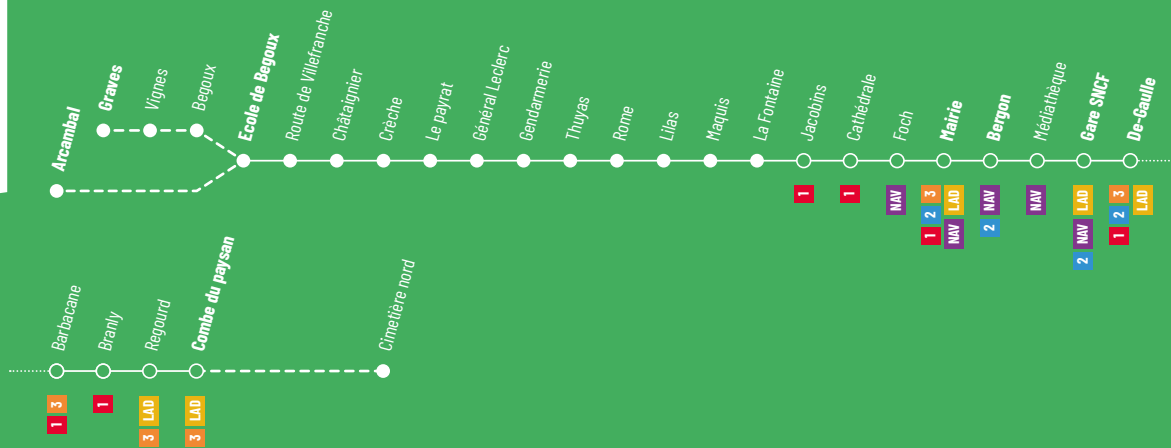 Arcambal
Graves
Vignes
Begoux
Ecole de Begoux
Route de Villefranche
Châtaignier
Crèche
Le payrat
Général Leclerc
Gendarmerie
Thuyas
Rome
Lilas
Maquis
La Fontaine
Jacobins
Cathédrale
Foch
Mairie
Bergon
Médiathèque
Gare SNCF
De-Gaulle
1
1
NAV
1 2 3
NAV LAD
2 NAV
NAV
2 NAV LAD
1 2 3
LAD
Barbacane
Branly
Regourd
Combe du paysan
Cimetière nord
1 3
1
3 LAD
3 LAD